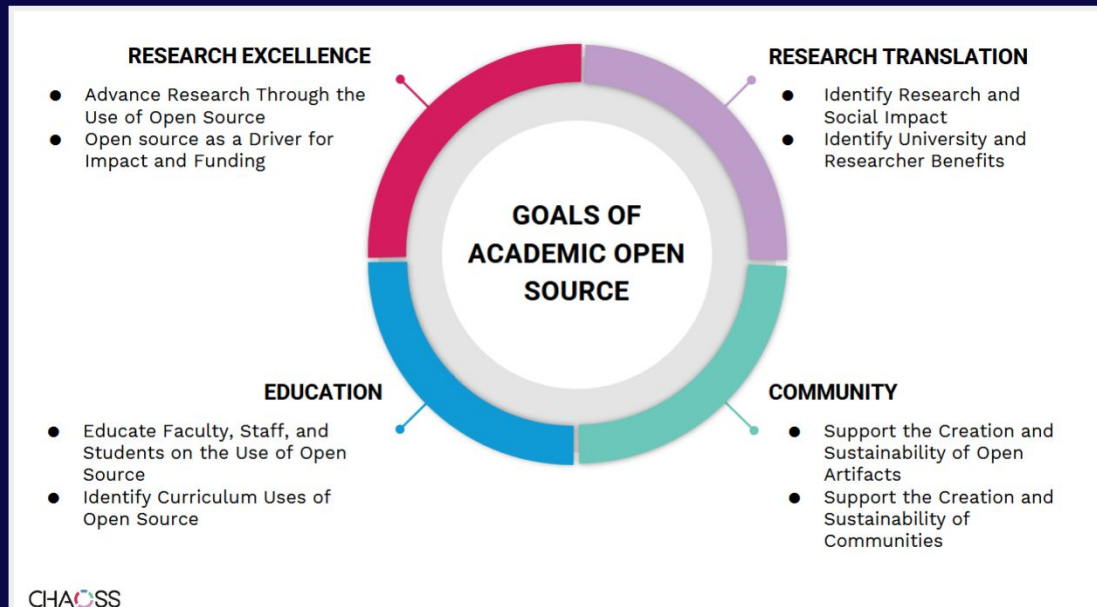 RESEARCH EXCELLENCE
● Advance Research Through the
Use of Open Source
● Open source as a Driver for
Impact and Funding
RESEARCH TRANSLATION
● Identify Research and
Social Impact
● Identify University and
Researcher Benefits
GOALS OF
ACADEMIC OPEN
SOURCE
EDUCATION
● Educate Faculty, Staff, and
Students on the Use of Open
Source
● Identify Curriculum Uses of
Open Source
COMMUNITY
● Support the Creation and
Sustainability of Open
Artifacts
● Support the Creation and
Sustainability of
Communities
CHAOSS